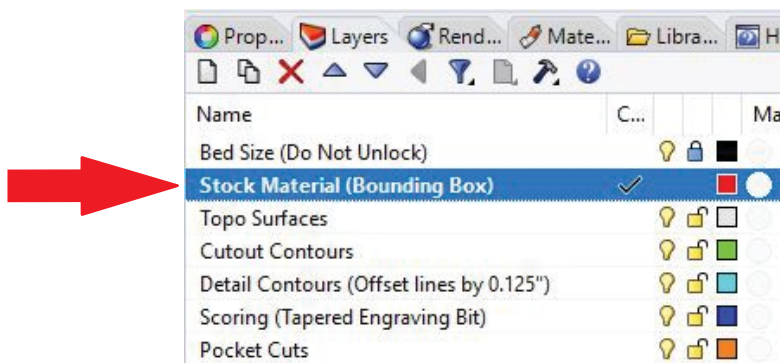 Prop... Layers Rend... Mate... Libra... H
Name C... Ma
Bed Size (Do Not Unlock)
Stock Material (Bounding Box)
Topo Surfaces
Cutout Contours
Detail Contours (Offset lines by 0.125")
Scoring (Tapered Engraving Bit)
Pocket Cuts